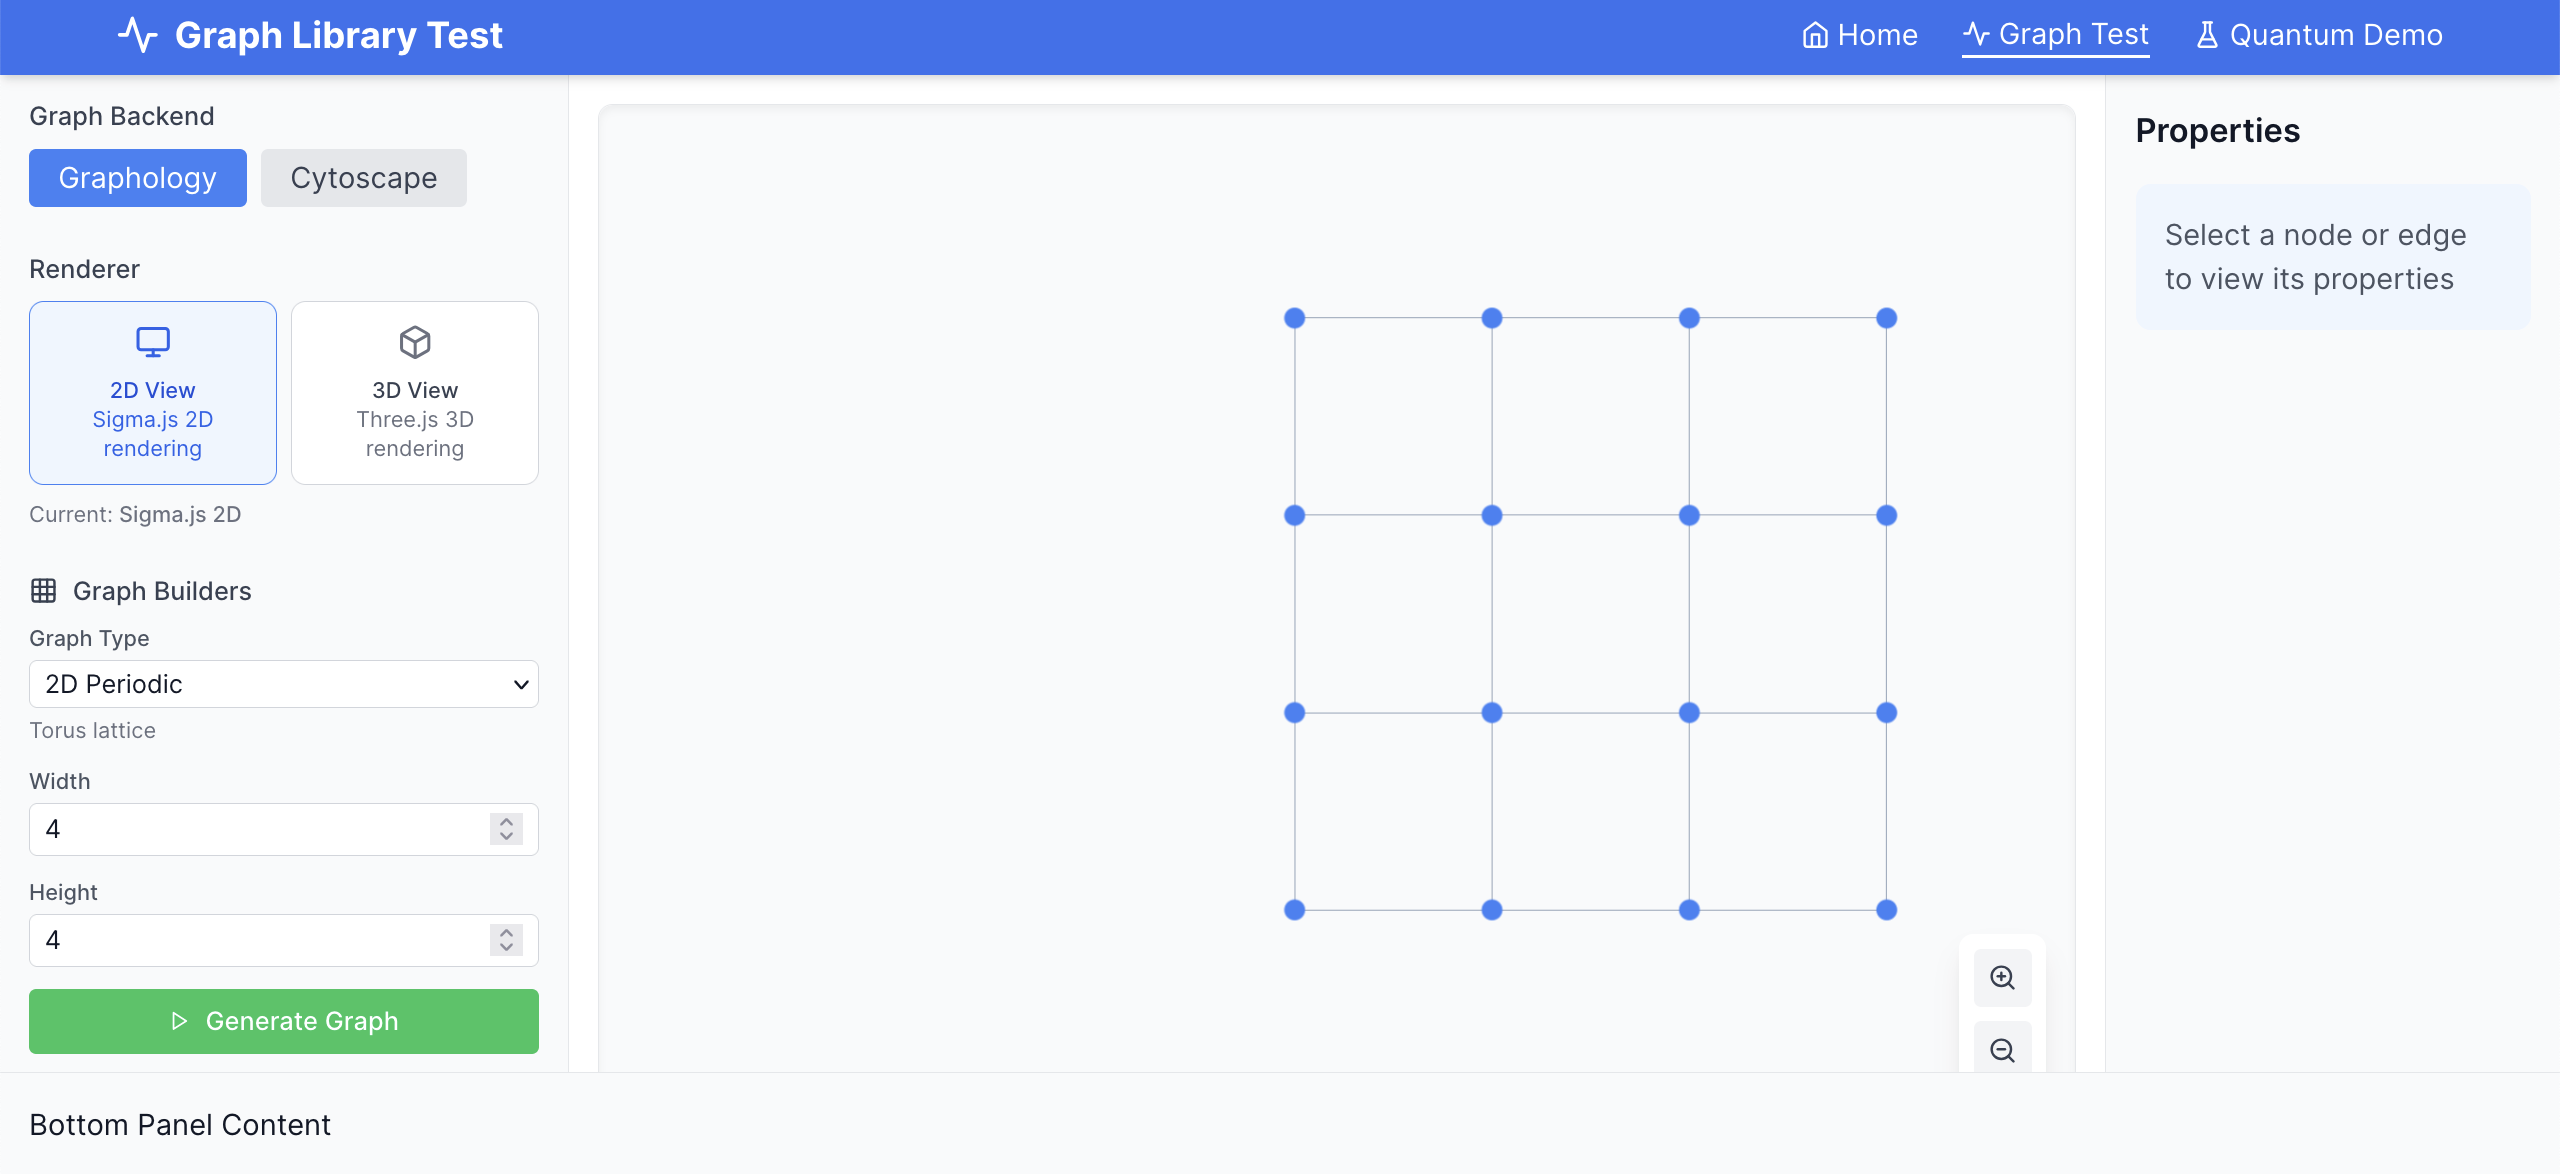 Graph Library Test
Home
Graph Test
Quantum Demo
Graph Backend
Graphology
Cytoscape
Renderer
2D View
Sigma.js 2D
rendering
3D View
Three.js 3D
rendering
Current: Sigma.js 2D
Graph Builders
Graph Type
2D Periodic
Torus lattice
Width
4
Height
4
Generate Graph
Properties
Select a node or edge
to view its properties
Bottom Panel Content